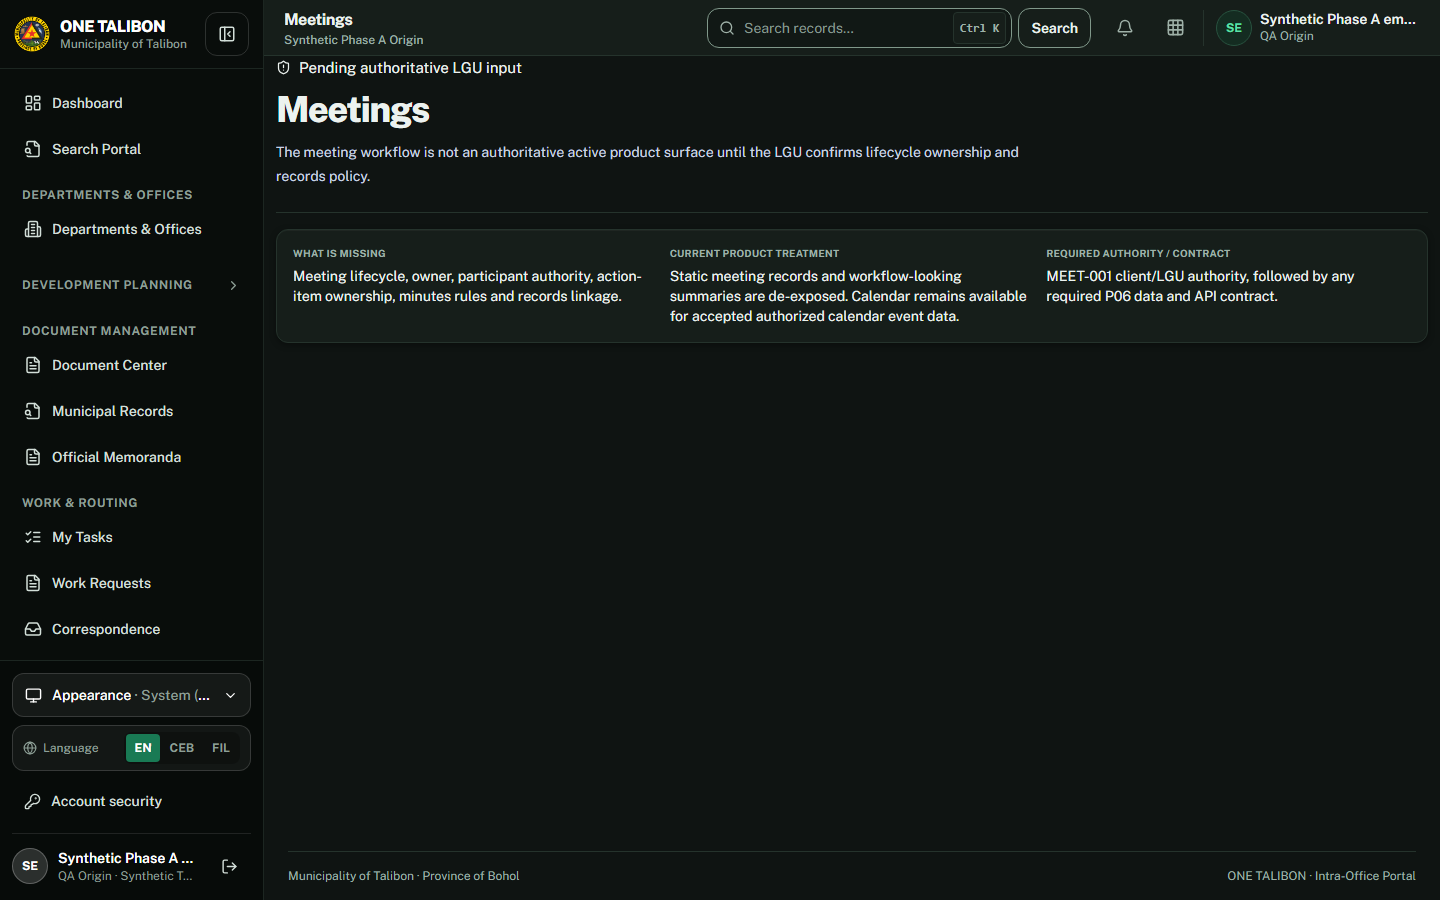 ONE TALIBON
Municipality of Talibon
Dashboard
Search Portal
DEPARTMENTS & OFFICES
Departments & Offices
DEVELOPMENT PLANNING
DOCUMENT MANAGEMENT
Document Center
Municipal Records
Official Memoranda
WORK & ROUTING
My Tasks
Work Requests
Correspondence
Appearance · System (...
Language EN CEB FIL
Account security
SE Synthetic Phase A ...
QA Origin · Synthetic T...
Meetings
Synthetic Phase A Origin
Search records... Ctrl K Search
SE Synthetic Phase A em...
QA Origin
Pending authoritative LGU input
Meetings
The meeting workflow is not an authoritative active product surface until the LGU confirms lifecycle ownership and
records policy.
WHAT IS MISSING
Meeting lifecycle, owner, participant authority, action-
item ownership, minutes rules and records linkage.
CURRENT PRODUCT TREATMENT
Static meeting records and workflow-looking
summaries are de-exposed. Calendar remains available
for accepted authorized calendar event data.
REQUIRED AUTHORITY / CONTRACT
MEET-001 client/LGU authority, followed by any
required P06 data and API contract.
Municipality of Talibon · Province of Bohol
ONE TALIBON · Intra-Office Portal